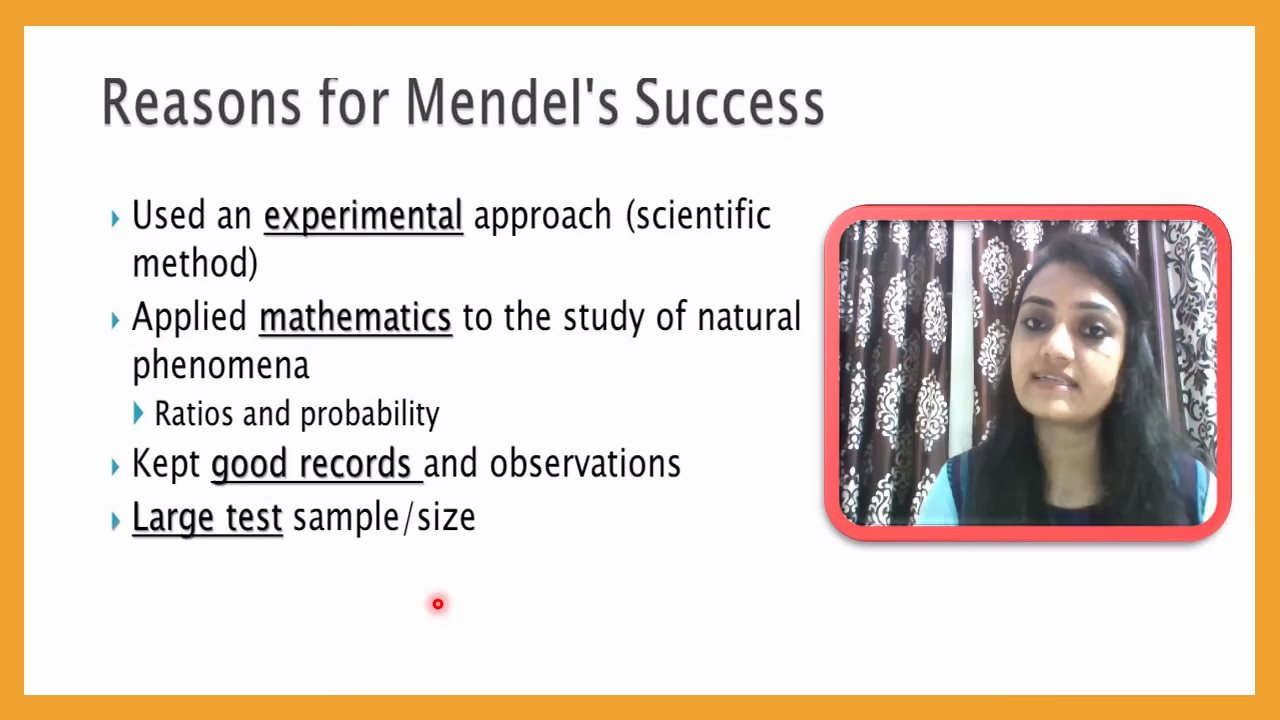 Reasons for Mendel's Success
Used an experimental approach (scientific
method)
Applied mathematics to the study of natural
phenomena
Ratios and probability
Kept good records and observations
Large test sample/size